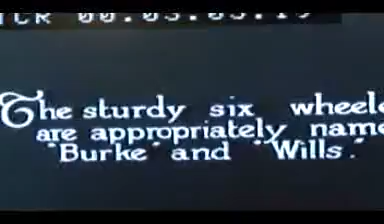 The sturdy six wheele
are appropriately name
"Burke" and "Wills."